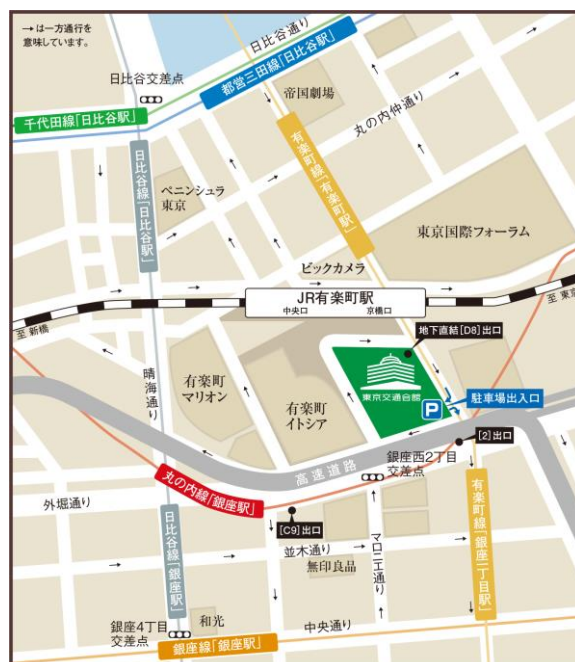 → は一方通行を
意味しています。
日比谷通り
日比谷交差点
都営三田線「日比谷駅」
千代田線「日比谷駅」
帝国劇場
丸の内仲通り
日比谷線「日比谷駅」
有楽町線「有楽町駅」
ペニンシュラ
東京
東京国際フォーラム
ビックカメラ
JR有楽町駅
中央口
京橋口
至 新橋
至 東京
地下直結[D8]出口
晴海通り
有楽町
マリオン
有楽町
イトシア
東京交通会館
P
駐車場出入口
[2]出口
高速道路
銀座西2丁目
交差点
外堀通り
丸の内線「銀座駅」
[C9]出口
並木通り
無印良品
マロニエ通り
有楽町線「銀座一丁目駅」
日比谷線「銀座駅」
銀座4丁目
交差点
和光
中央通り
銀座線「銀座駅」